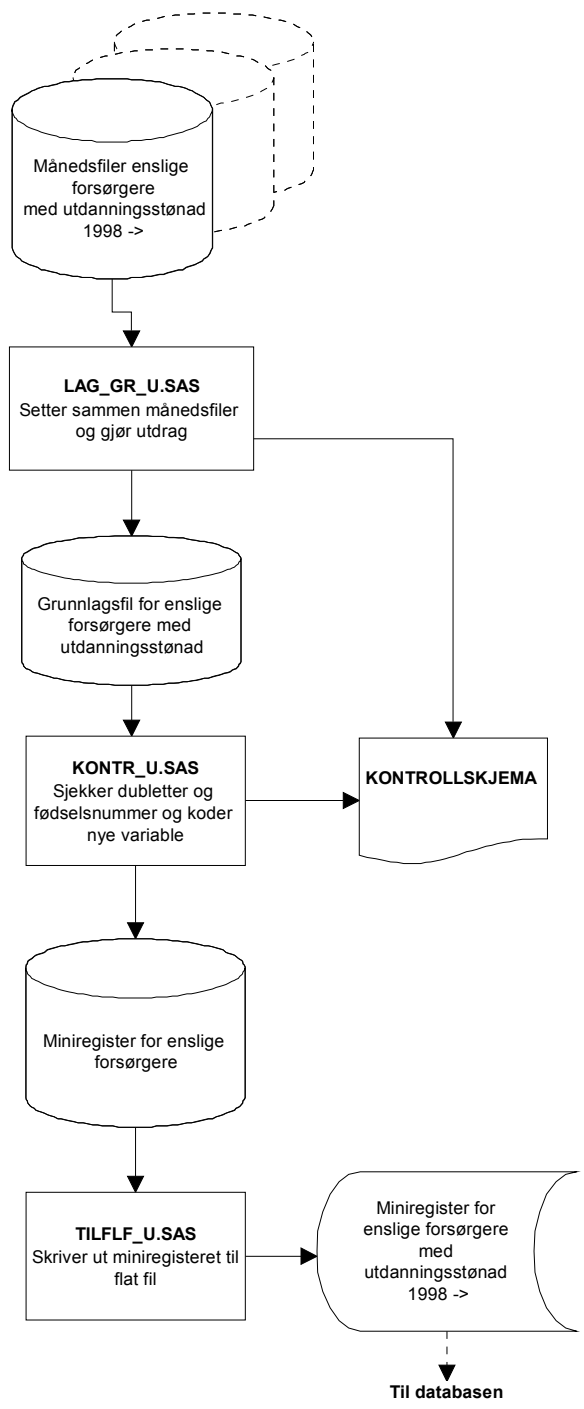 Månedsfiler enslige
forsørgere
med utdanningsstønad
1998 ->
LAG_GR_U.SAS
Setter sammen månedsfiler
og gjør utdrag
Grunnlagsfil for enslige
forsørgere med
utdanningsstønad
KONTR_U.SAS
Sjekker dubletter og
fødselsnummer og koder
nye variable
KONTROLLSKJEMA
Miniregister for enslige
forsørgere
TILFLF_U.SAS
Skriver ut miniregisteret til
flat fil
Miniregister for
enslige forsørgere
med
utdanningsstønad
1998 ->
Til databasen